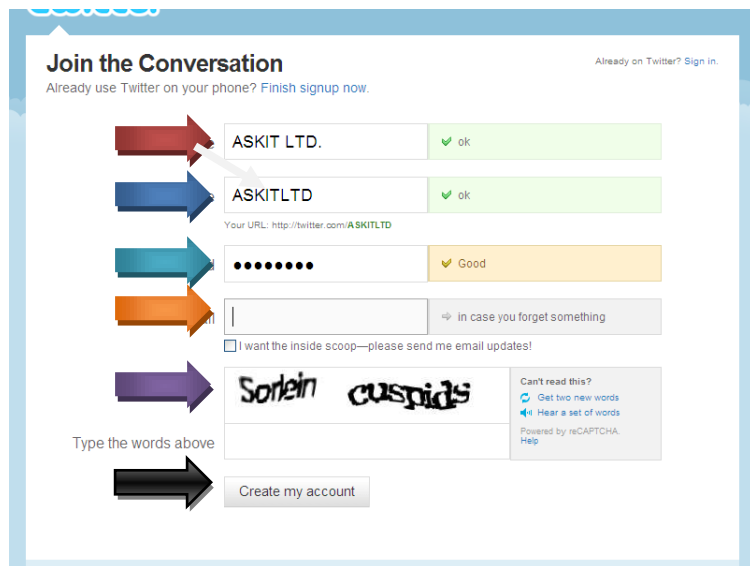 Join the Conversation
Already on Twitter? Sign in.
Already use Twitter on your phone? Finish signup now.
ASKIT LTD.
ok
ASKITLTD
ok
Your URL: http://twitter.com/ASKITLTD
Good
in case you forget something
I want the inside scoop—please send me email updates!
Sorlein cuspids
Can't read this?
Get two new words
Hear a set of words
Powered by reCAPTCHA.
Help
Type the words above
Create my account